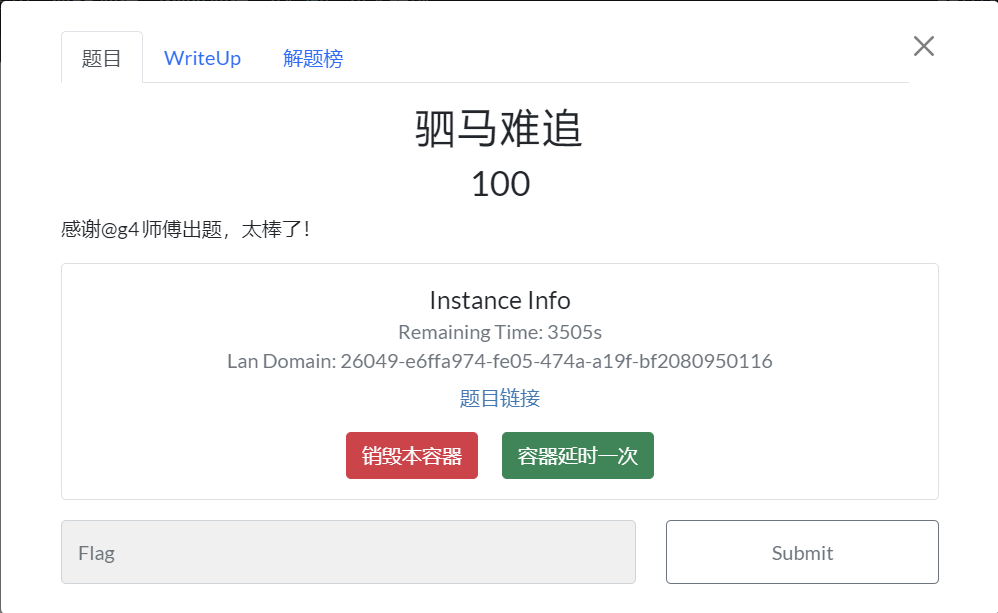 题目 WriteUp 解题榜
驷马难追
100
感谢@g4师傅出题，太棒了！
Instance Info
Remaining Time: 3505s
Lan Domain: 26049-e6ffa974-fe05-474a-a19f-bf2080950116
题目链接
销毁本容器 容器延时一次
Flag Submit